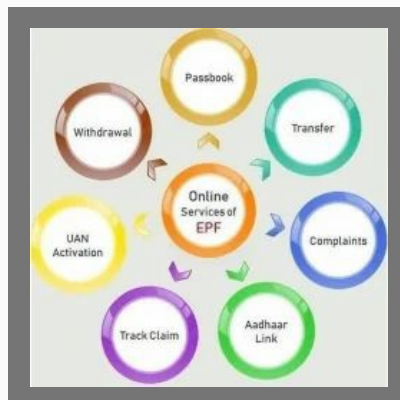 Passbook
Transfer
Complaints
Aadhaar
Link
Track Claim
UAN
Activation
Withdrawal
Online
Services of
EPF